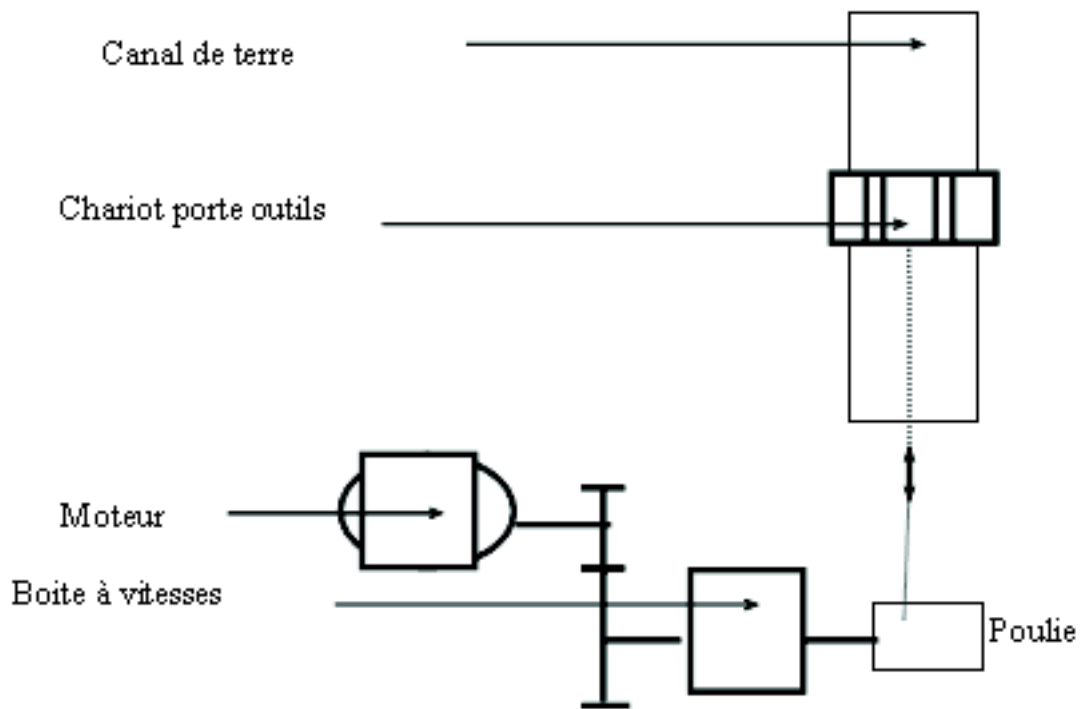 Canal de terre
Chariot porte outils
Moteur
Boite à vitesses
Poulie